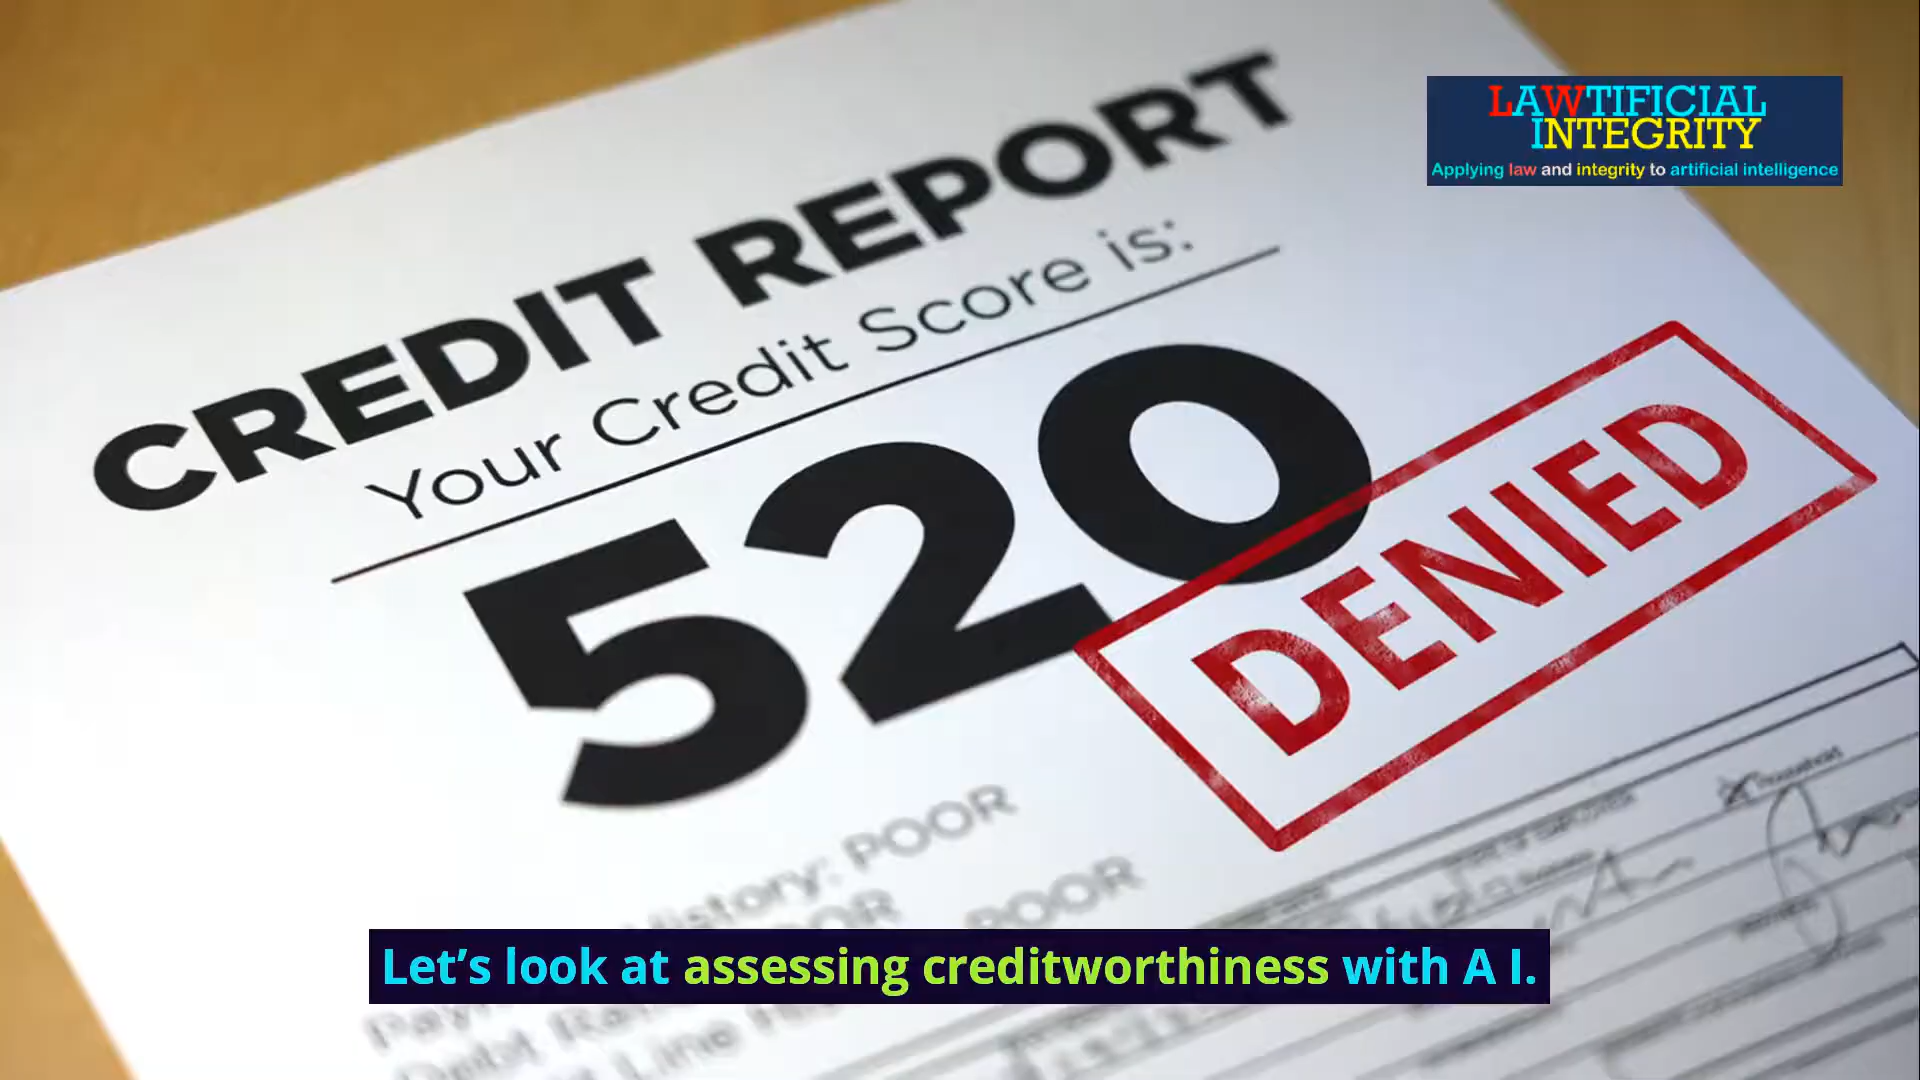 LAWTIFICIAL
INTEGRITY
Applying law and integrity to artificial intelligence
CREDIT REPORT
Your Credit Score is:
520
DENIED
History: POOR
POOR
Let's look at assessing creditworthiness with A I.